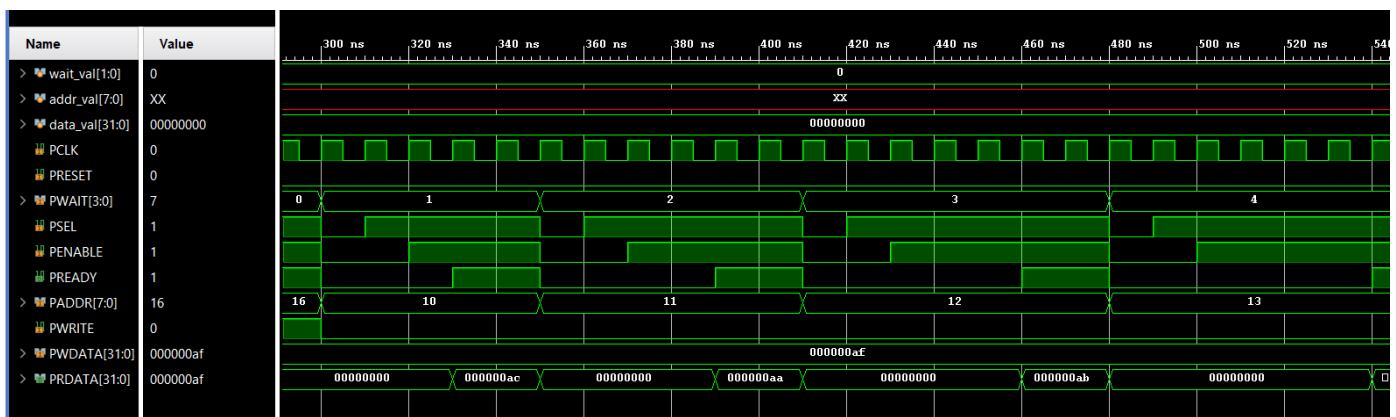 Name Value 300 ns 320 ns 340 ns 360 ns 380 ns 400 ns 420 ns 440 ns 460 ns 480 ns 500 ns 520 ns
wait_val[1:0] 0 0
addr_val[7:0] XX XX
data_val[31:0] 00000000 00000000
PCLK 0
PRESET 0
PWAIT[3:0] 7 0 1 2 3 4
PSEL 1
PENABLE 1
PREADY 1
PADDR[7:0] 16 16 10 11 12 13
PWRITE 0
PWDATA[31:0] 000000af 000000af
PRDATA[31:0] 000000af 00000000 000000ac 00000000 000000aa 00000000 000000ab 00000000